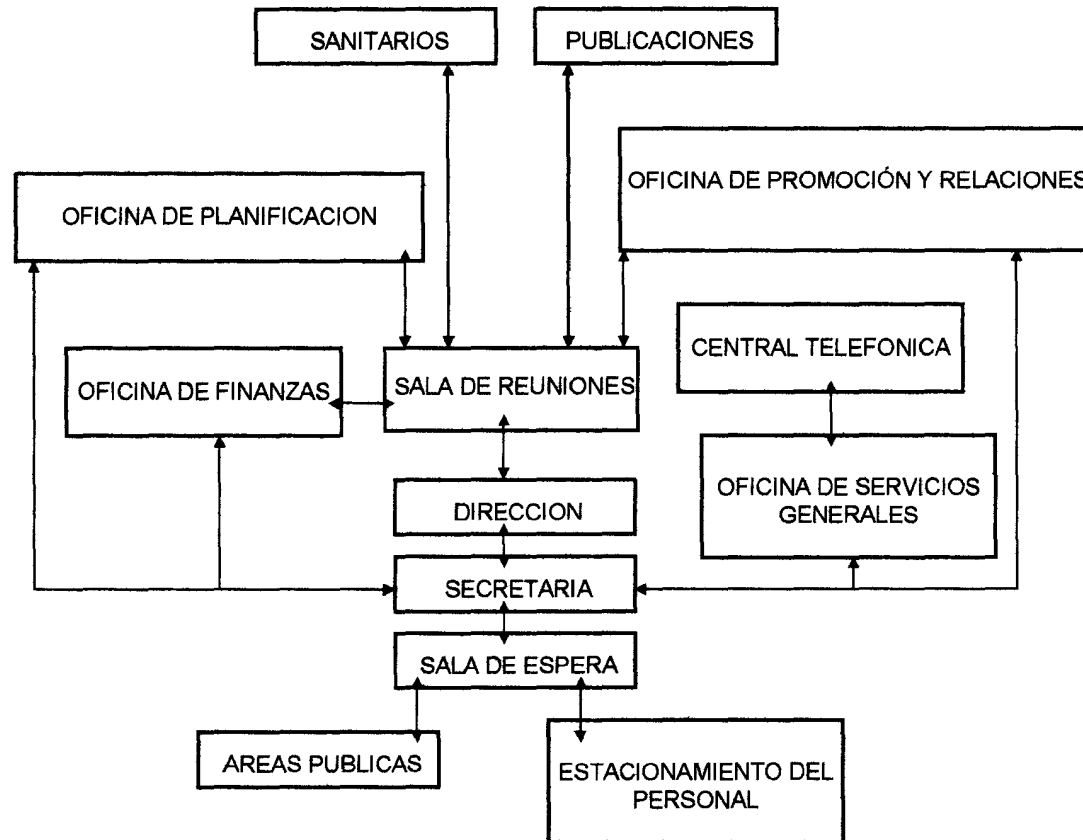 SANITARIOS
PUBLICACIONES
OFICINA DE PROMOCIÓN Y RELACIONES
OFICINA DE PLANIFICACION
CENTRAL TELEFONICA
OFICINA DE FINANZAS
SALA DE REUNIONES
OFICINA DE SERVICIOS
GENERALES
DIRECCION
SECRETARIA
SALA DE ESPERA
AREAS PUBLICAS
ESTACIONAMIENTO DEL
PERSONAL